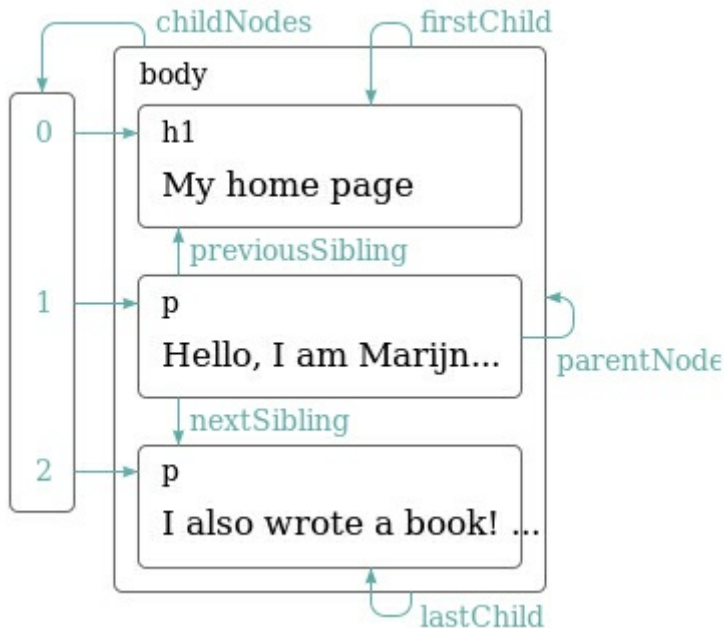 childNodes
firstChild
body
0
h1
My home page
previousSibling
1
p
Hello, I am Marijn...
parentNode
nextSibling
2
p
I also wrote a book! ...
lastChild